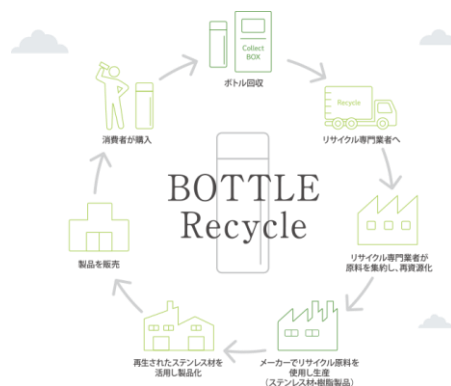 Collect
BOX
ボトル回収
Recycle
リサイクル専門業者へ
消費者が購入
BOTTLE
Recycle
製品を販売
リサイクル専門業者が
原料を集約し、再資源化
再生されたステンレス材を
活用し製品化
メーカーでリサイクル原料を
使用し生産
(ステンレス材・樹脂製品)